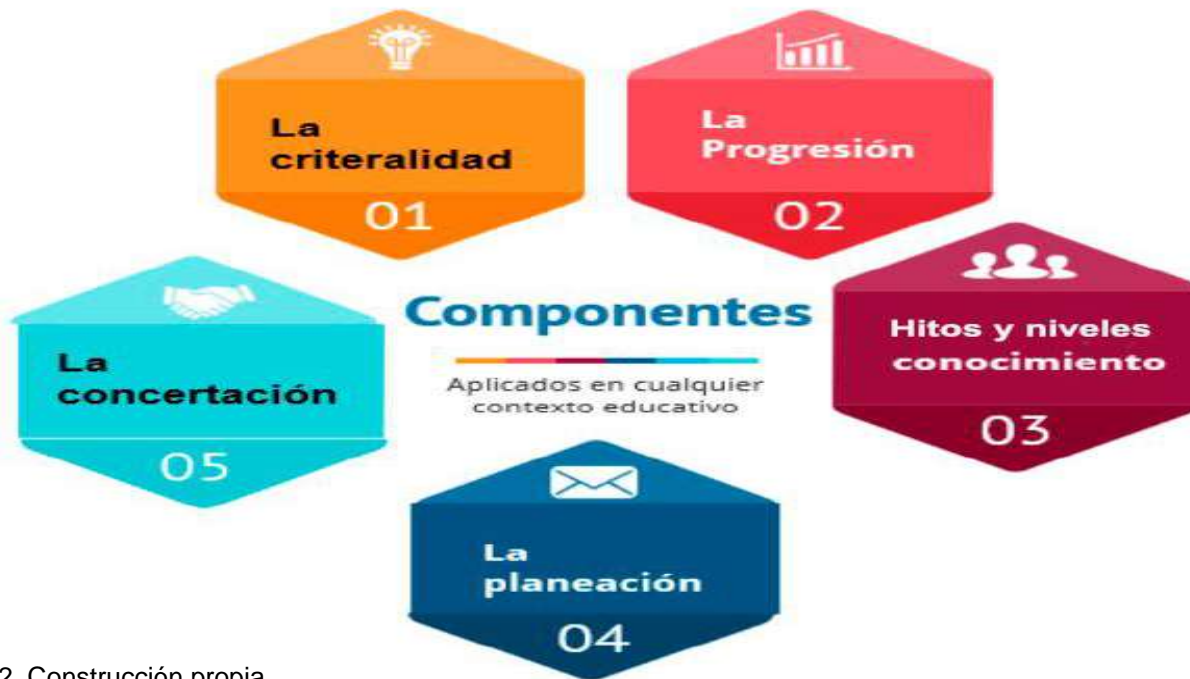 La
criteralidad
01
La
Progresión
02
Hitos y niveles
conocimiento
03
Componentes
Aplicados en cualquier
contexto educativo
La
concertación
05
La
planeación
04
2. Construcción propia